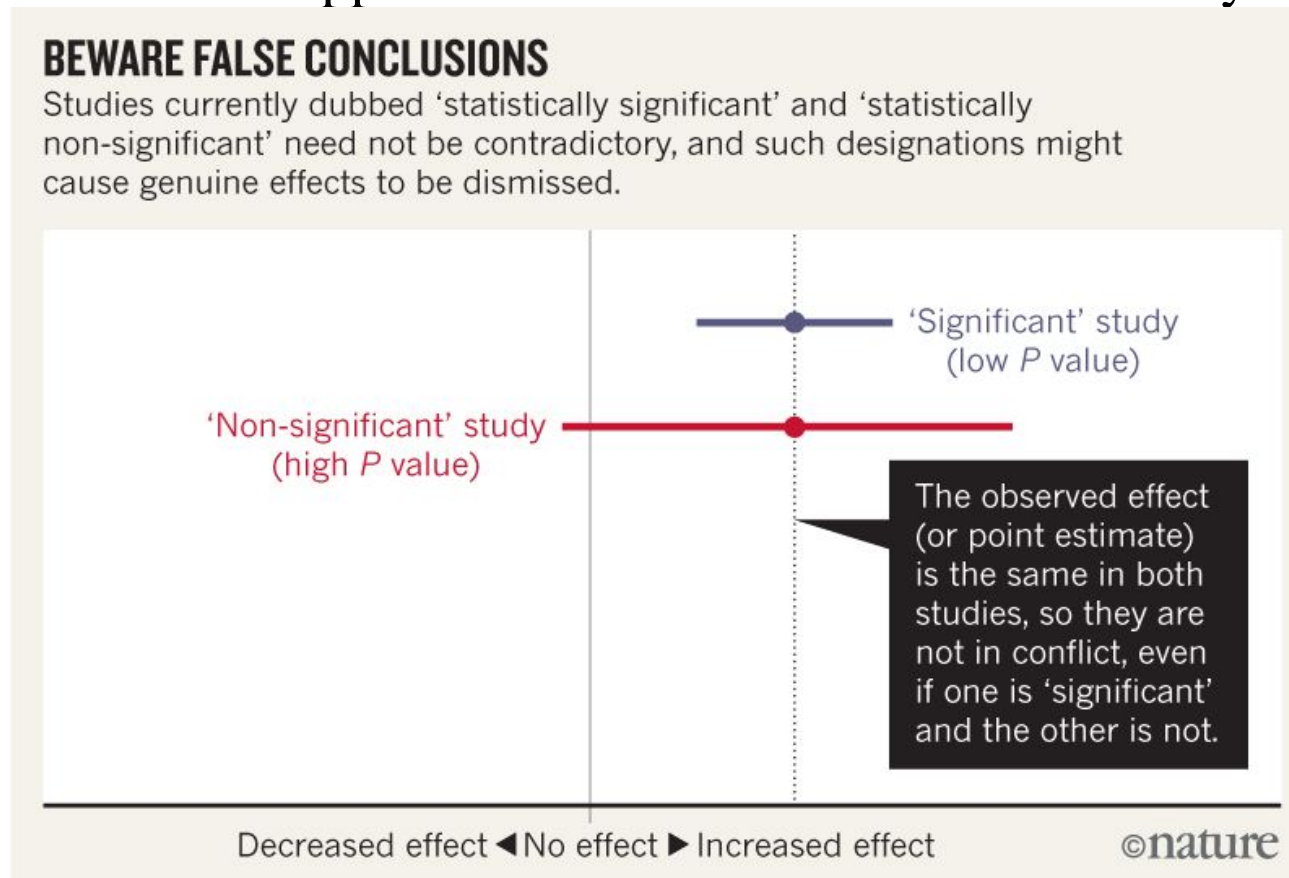 BEWARE FALSE CONCLUSIONS
Studies currently dubbed ‘statistically significant’ and ‘statistically
non-significant’ need not be contradictory, and such designations might
cause genuine effects to be dismissed.
‘Significant’ study
(low P value)
‘Non-significant’ study
(high P value)
The observed effect
(or point estimate)
is the same in both
studies, so they are
not in conflict, even
if one is ‘significant’
and the other is not.
Decreased effect ◀ No effect ▶ Increased effect
©nature